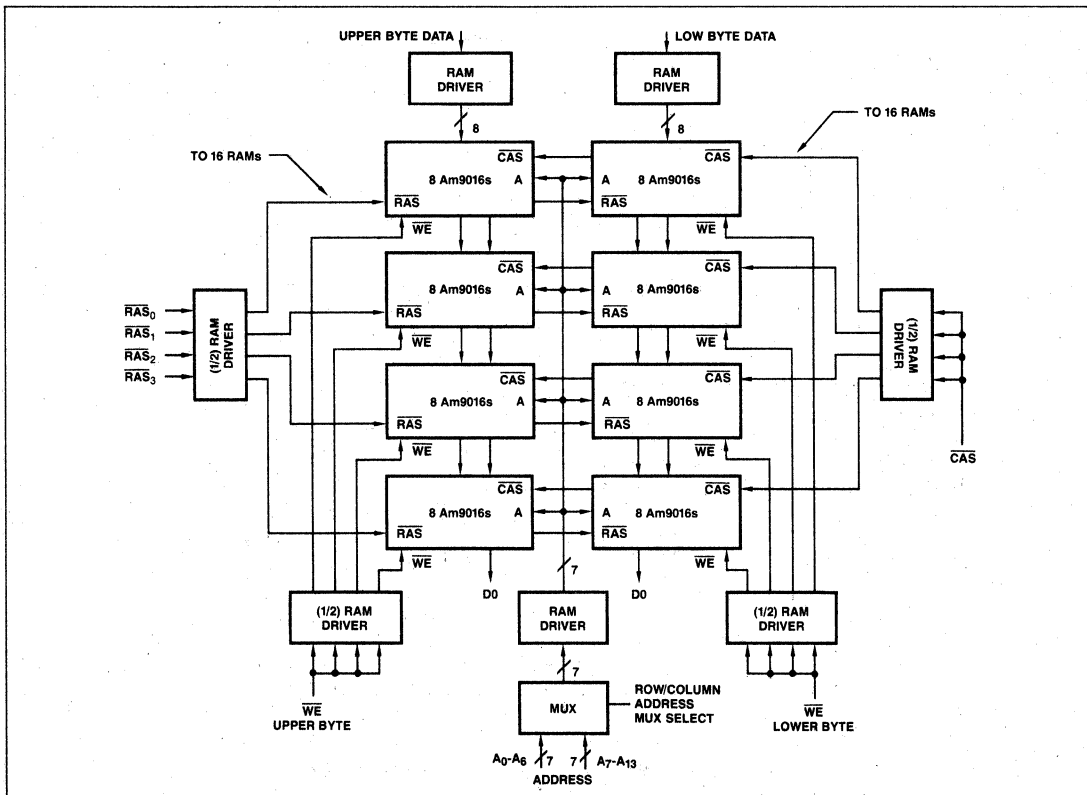 UPPER BYTE DATA
LOW BYTE DATA
RAM
DRIVER
RAM
DRIVER
8
8
TO 16 RAMs
TO 16 RAMs
CAS
8 Am9016s
A
RAS
WE
CAS
A
8 Am9016s
RAS
WE
CAS
8 Am9016s
A
RAS
WE
CAS
A
8 Am9016s
RAS
WE
RAS0
RAS1
RAS2
RAS3
(1/2) RAM
DRIVER
(1/2) RAM
DRIVER
CAS
CAS
8 Am9016s
A
RAS
WE
CAS
A
8 Am9016s
RAS
WE
CAS
8 Am9016s
A
RAS
WE
CAS
A
8 Am9016s
RAS
WE
D0
7
D0
(1/2) RAM
DRIVER
RAM
DRIVER
(1/2) RAM
DRIVER
7
WE
UPPER BYTE
MUX
ROW/COLUMN
ADDRESS
MUX SELECT
WE
LOWER BYTE
A0-A6 7
7 A7-A13
ADDRESS